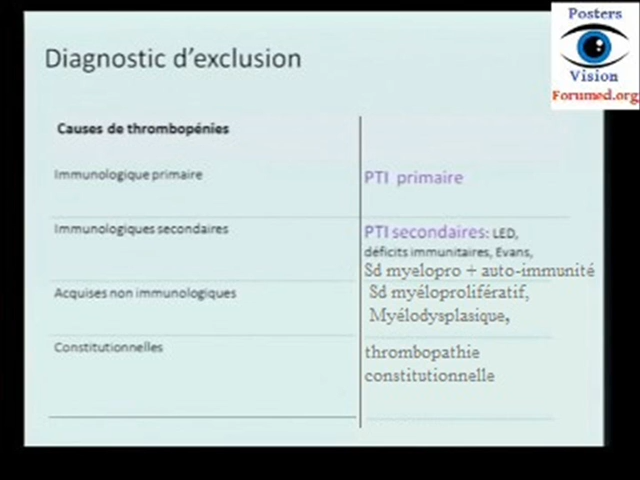 Posters
Vision
Forumed.org
Diagnostic d'exclusion
Causes de thrombopénies
Immunologique primaire
PTI primaire
Immunologiques secondaires
PTI secondaires: LED,
déficits immunitaires, Evans,
Sd myelopro + auto-immunité
Acquises non immunologiques
Sd myéloprolifératif,
Myélodysplasique,
Constitutionnelles
thrombopathie
constitutionnelle